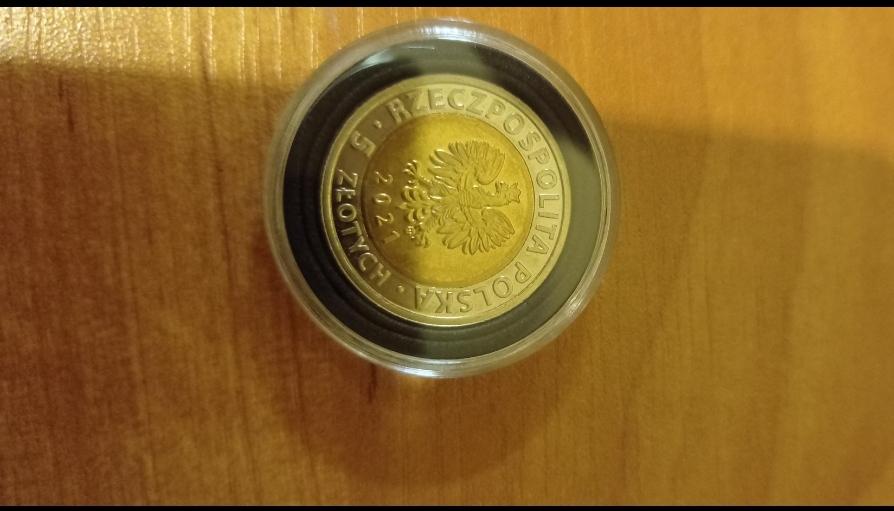 RZECZPOSPOLITA POLSKA
2021
5 ZŁOTYCH